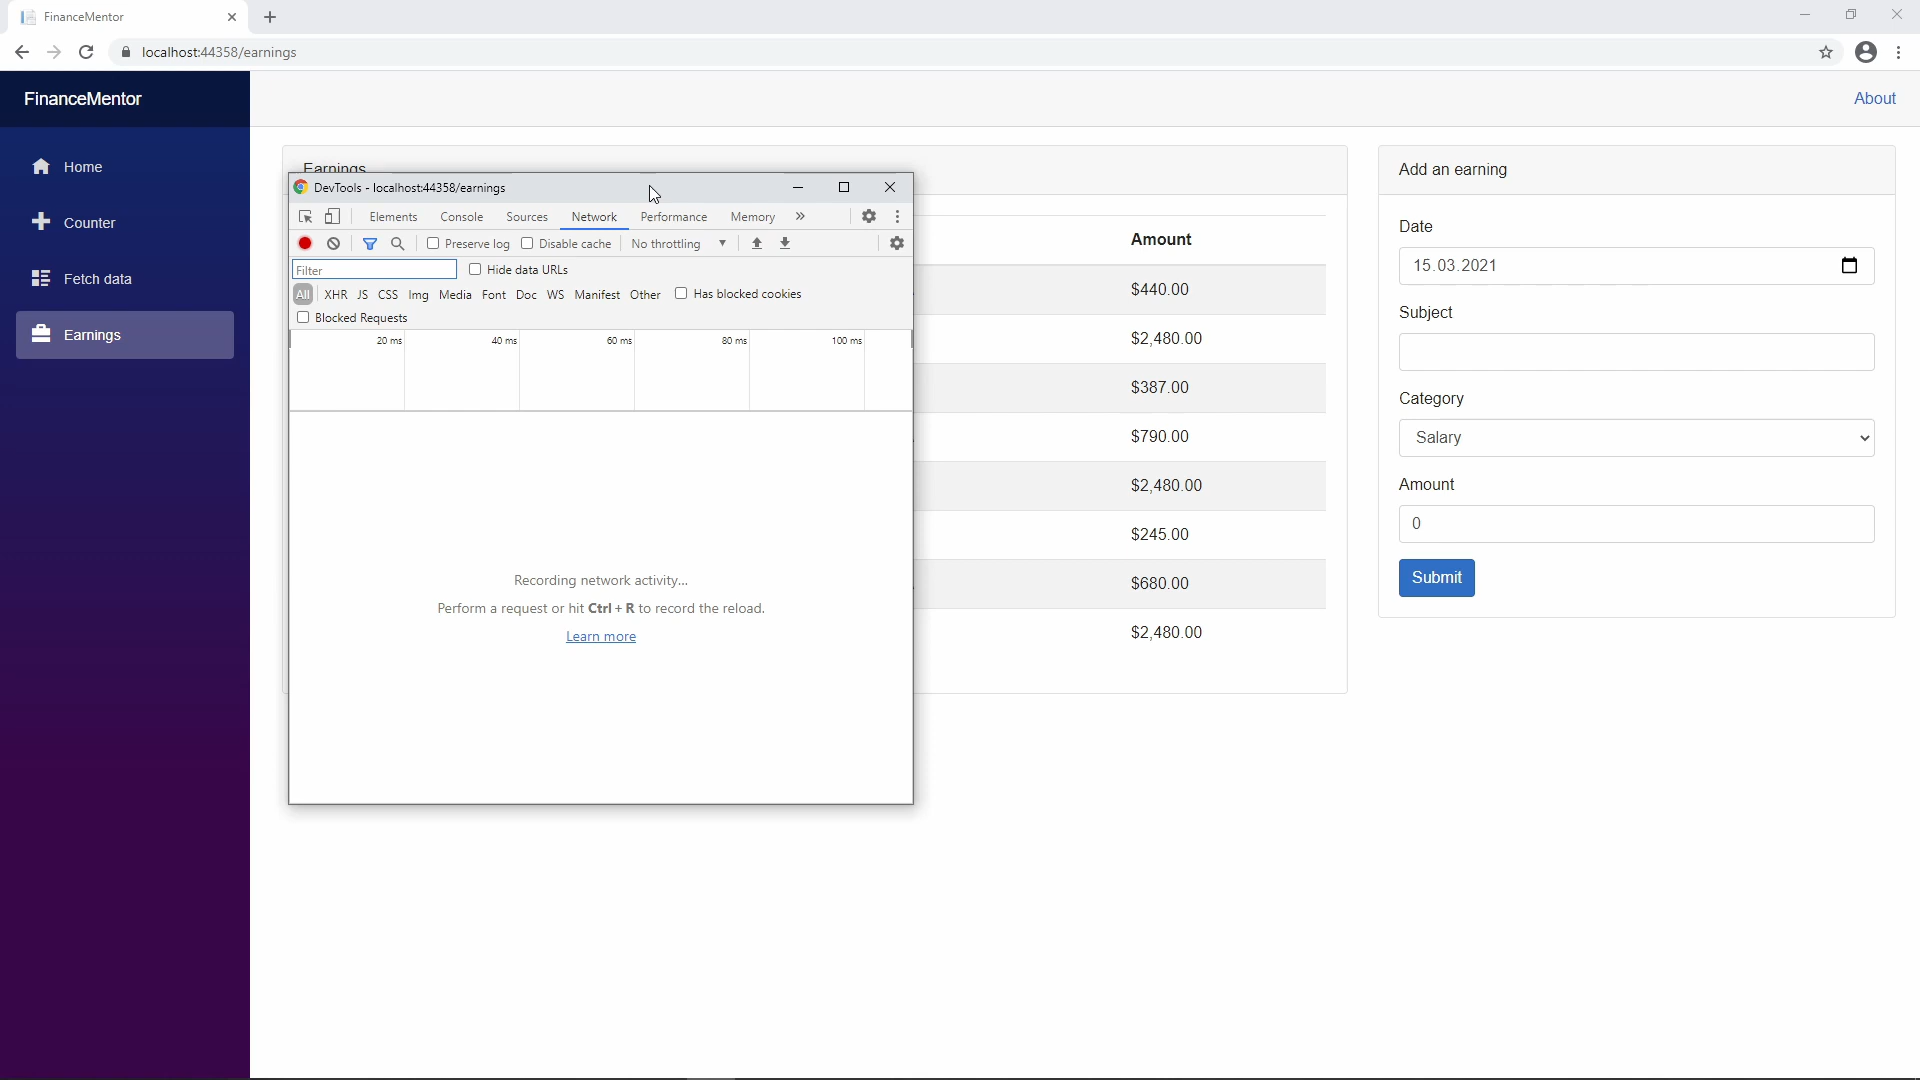 FinanceMentor
localhost:44358/earnings
FinanceMentor
About
Home
Counter
Fetch data
Earnings
Earnings
DevTools - localhost:44358/earnings
Elements Console Sources Network Performance Memory »
Preserve log Disable cache No throttling
Filter Hide data URLs
All XHR JS CSS Img Media Font Doc WS Manifest Other Has blocked cookies
Blocked Requests
20 ms 40 ms 60 ms 80 ms 100 ms
Recording network activity...
Perform a request or hit Ctrl + R to record the reload.
Learn more
Amount
$440.00
$2,480.00
$387.00
$790.00
$2,480.00
$245.00
$680.00
$2,480.00
Add an earning
Date
15.03.2021
Subject
Category
Salary
Amount
0
Submit